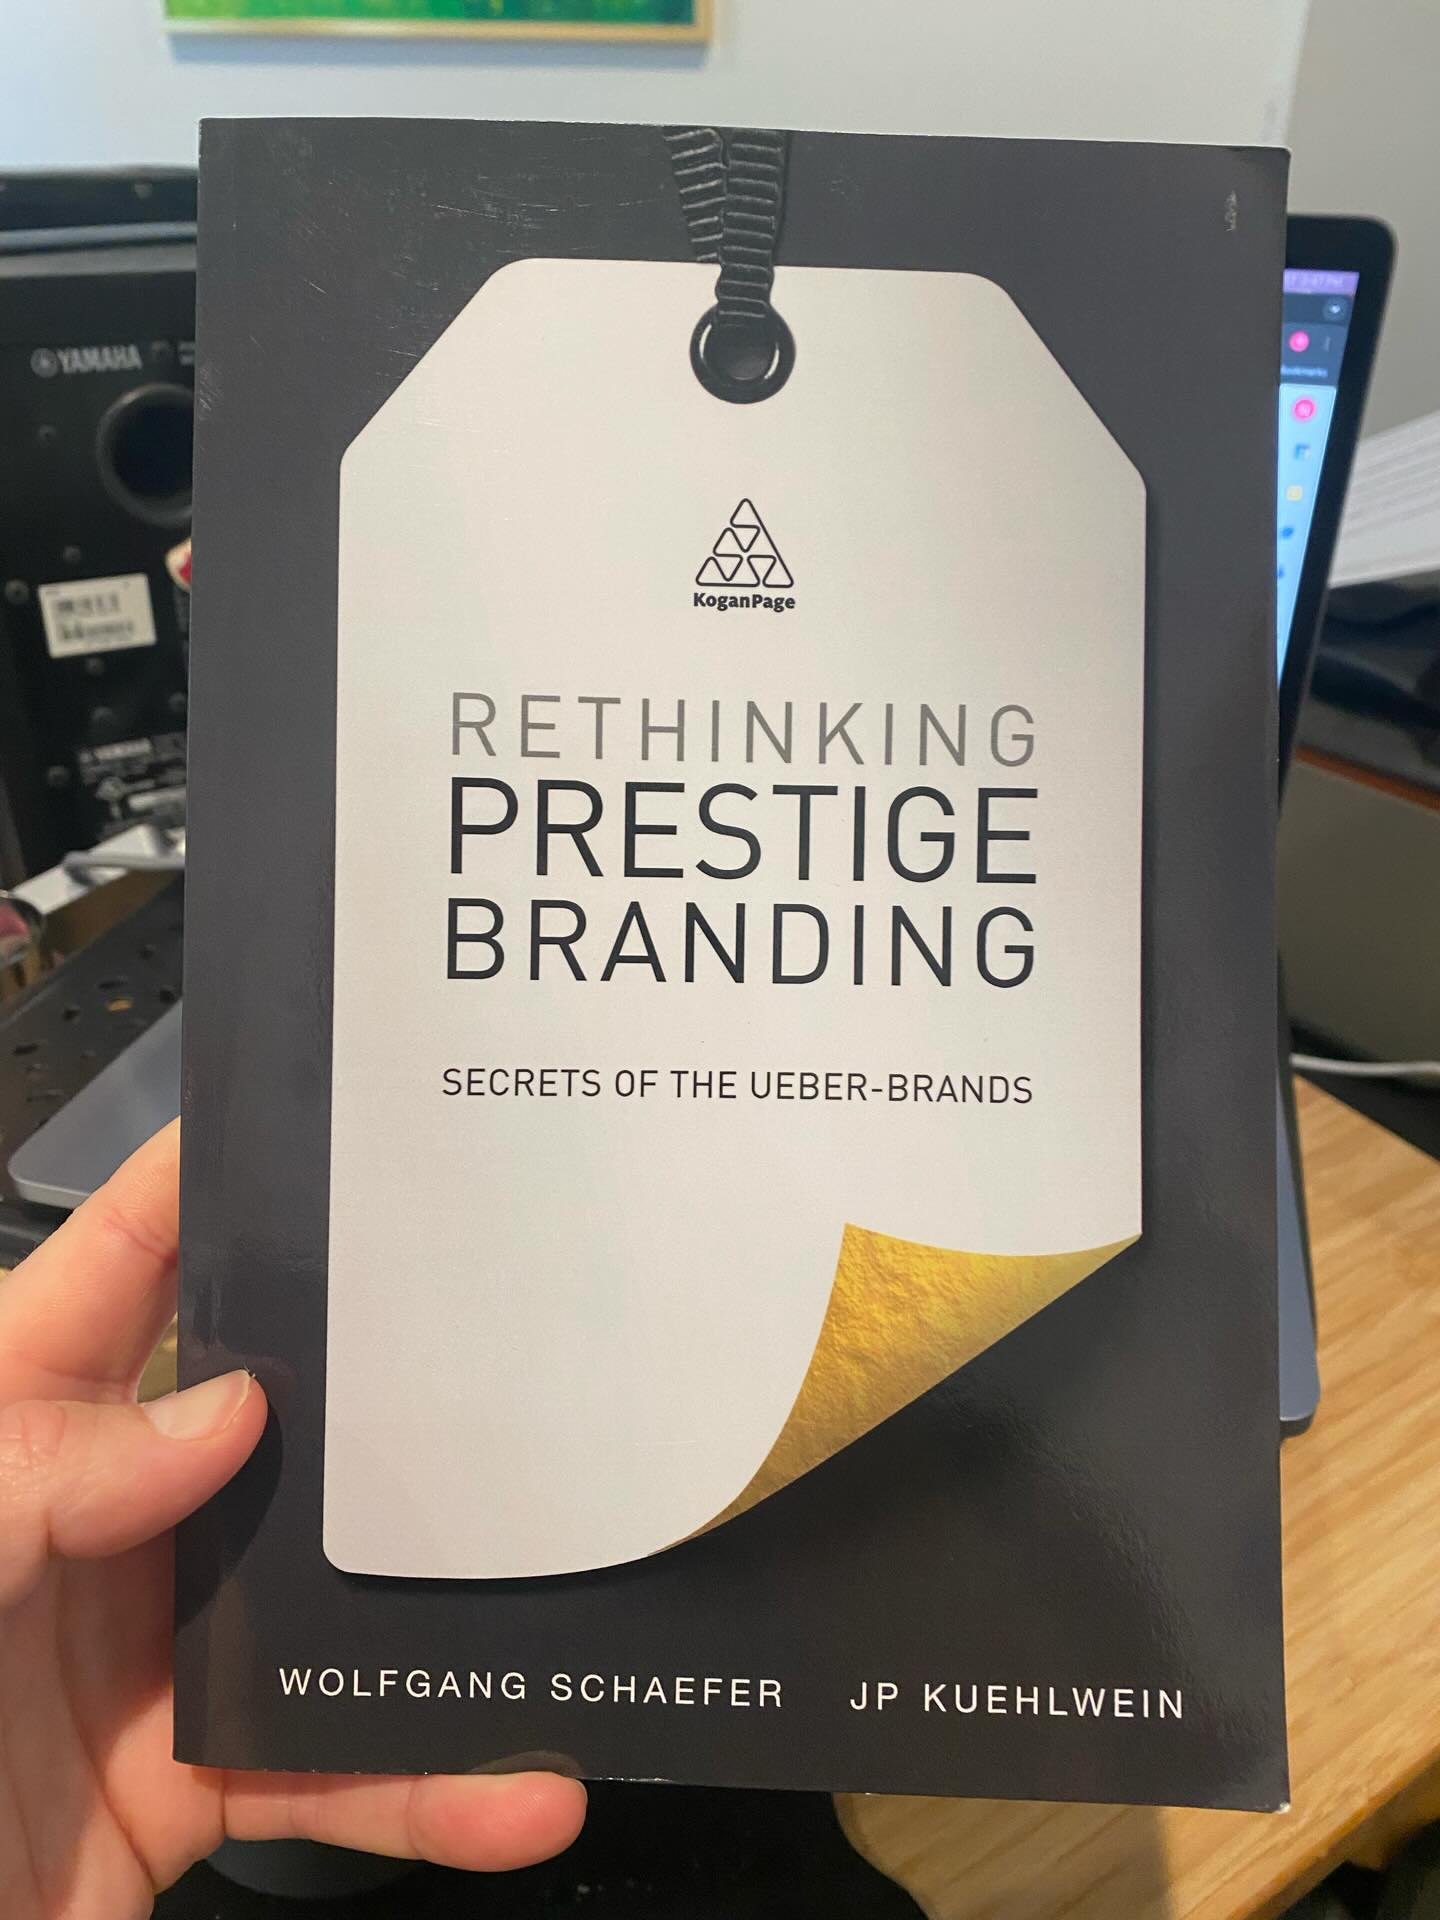 YAMAHA
KoganPage
RETHINKING
PRESTIGE
BRANDING
SECRETS OF THE UEBER-BRANDS
WOLFGANG SCHAEFER JP KUEHLWEIN